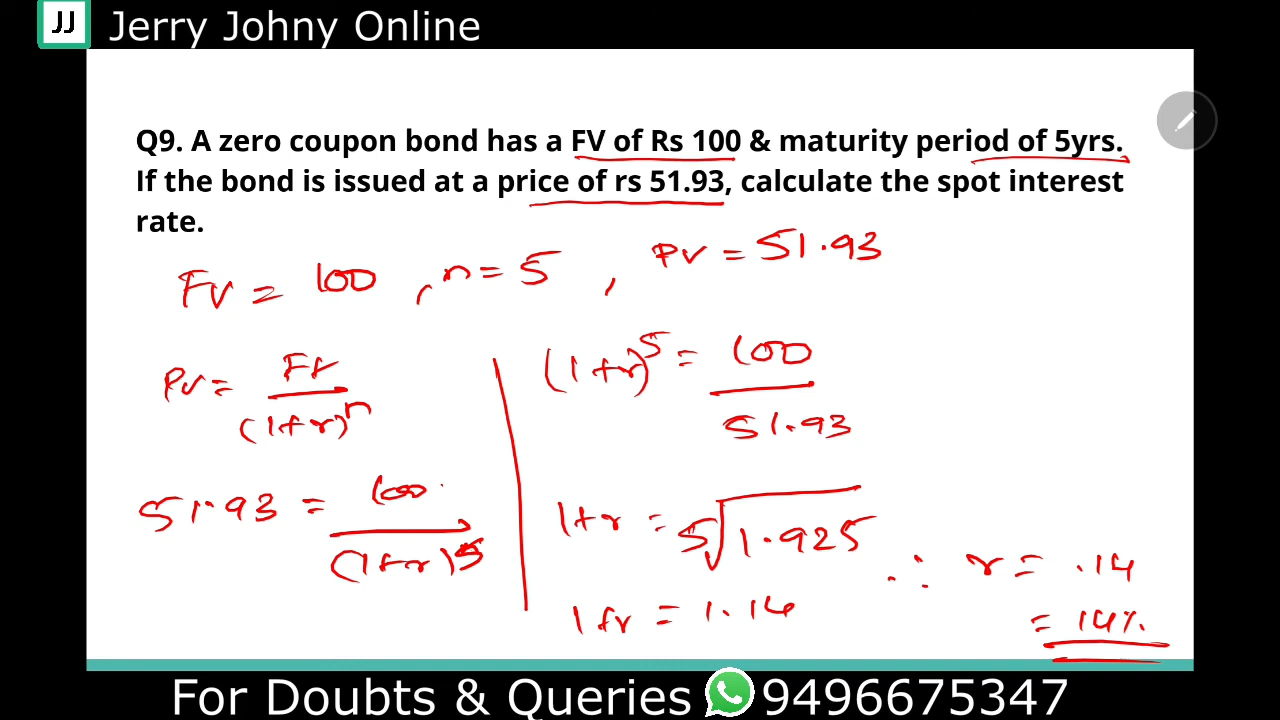 JJ Jerry Johny Online
Q9. A zero coupon bond has a FV of Rs 100 & maturity period of 5yrs.
If the bond is issued at a price of rs 51.93, calculate the spot interest
rate.
FV = 100 , n = 5 , PV = 51.93
PV = FV / (1+r)^n
51.93 = 100 / (1+r)^5
(1+r)^5 = 100 / 51.93
1+r = 5√1.925
1+r = 1.14
∴ r = .14
= 14%
For Doubts & Queries 9496675347